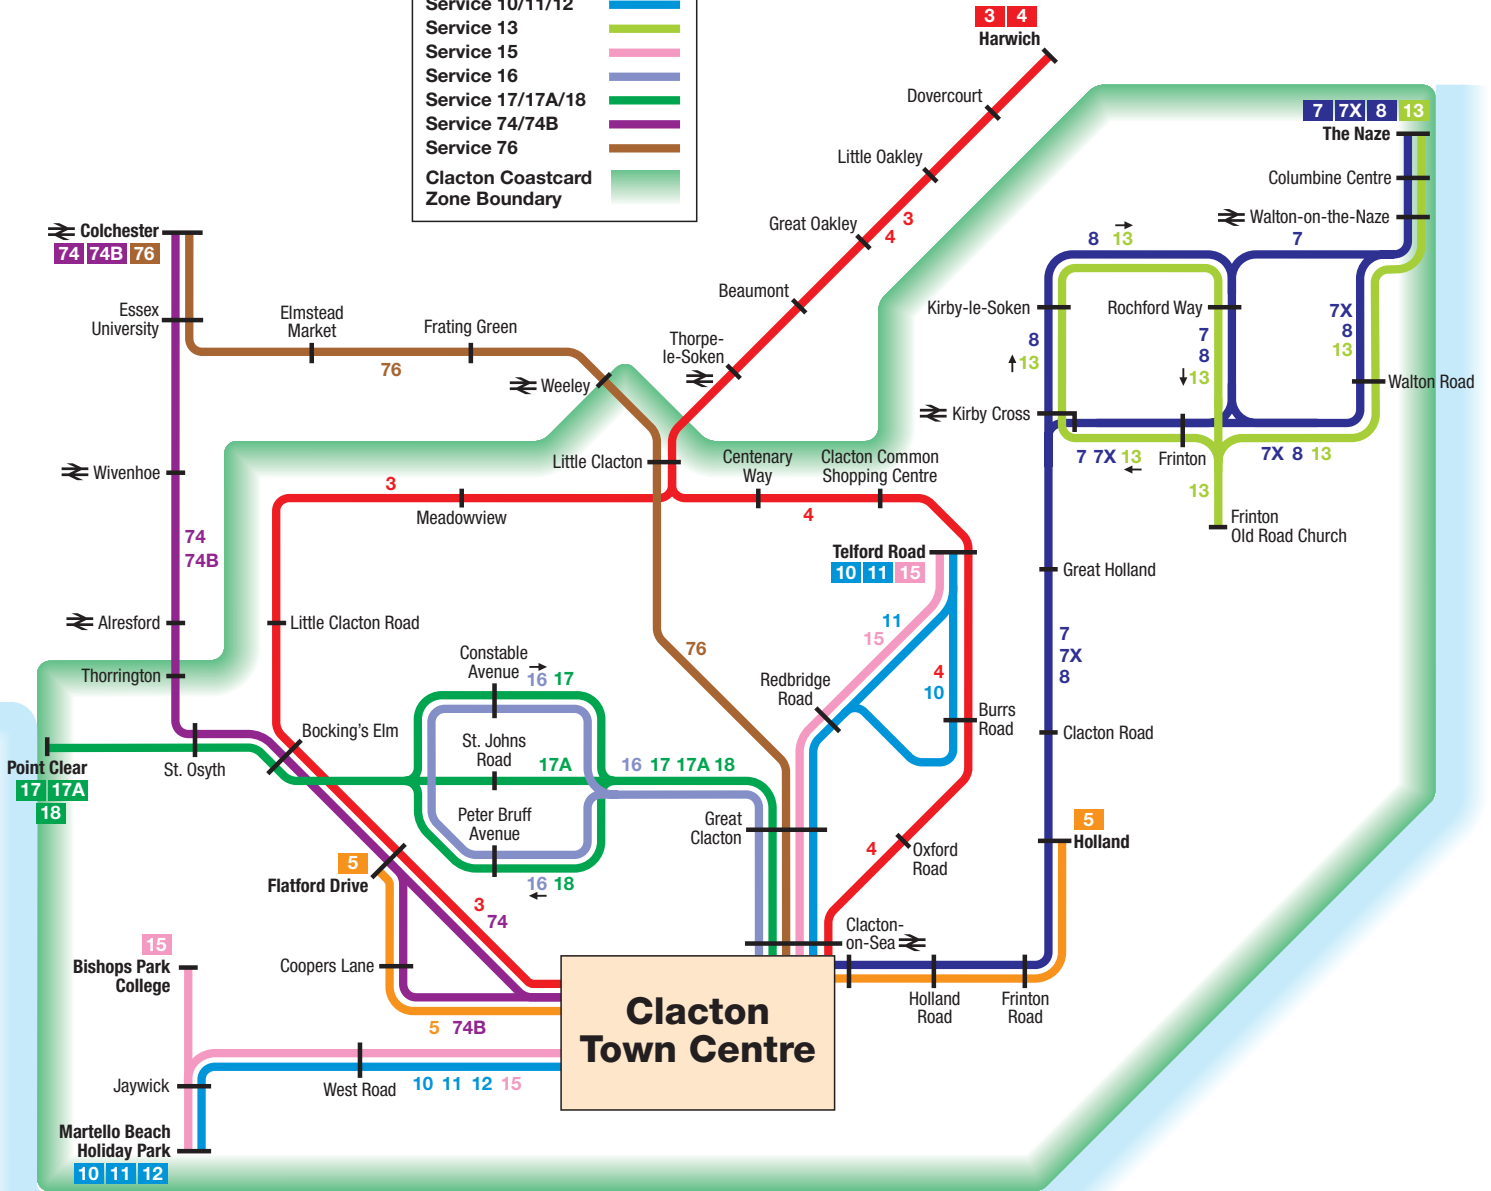 Service 10/11/12
Service 13
Service 15
Service 16
Service 17/17A/18
Service 74/74B
Service 76
Clacton Coastcard
Zone Boundary
3 4
Harwich
Dovercourt
Little Oakley
Great Oakley
3
4
Beaumont
Thorpe-
le-Soken
7 7X 8 13
The Naze
Columbine Centre
Walton-on-the-Naze
8 13
7
Kirby-le-Soken
Rochford Way
8
13
7
8
13
7X
8
13
Walton Road
Kirby Cross
7 7X 13
Frinton
7X 8 13
13
Frinton
Old Road Church
Colchester
74 74B 76
Essex
University
Elmstead
Market
Frating Green
76
Weeley
Wivenhoe
Little Clacton
Centenary
Way
Clacton Common
Shopping Centre
3
Meadowview
4
74
74B
Telford Road
10 11 15
Great Holland
Alresford
Little Clacton Road
11
15
7
7X
8
Thorrington
Constable
Avenue
16 17
76
Redbridge
Road
4
10
Burrs
Road
Clacton Road
Bocking's Elm
St. Johns
Road
17A
16 17 17A 18
Point Clear
17 17A
18
St. Osyth
Peter Bruff
Avenue
Great
Clacton
4
Oxford
Road
5
Holland
5
Flatford Drive
16 18
3
74
Clacton-
on-Sea
15
Bishops Park
College
Coopers Lane
Holland
Road
Frinton
Road
Clacton
Town Centre
5 74B
Jaywick
West Road
10 11 12 15
Martello Beach
Holiday Park
10 11 12